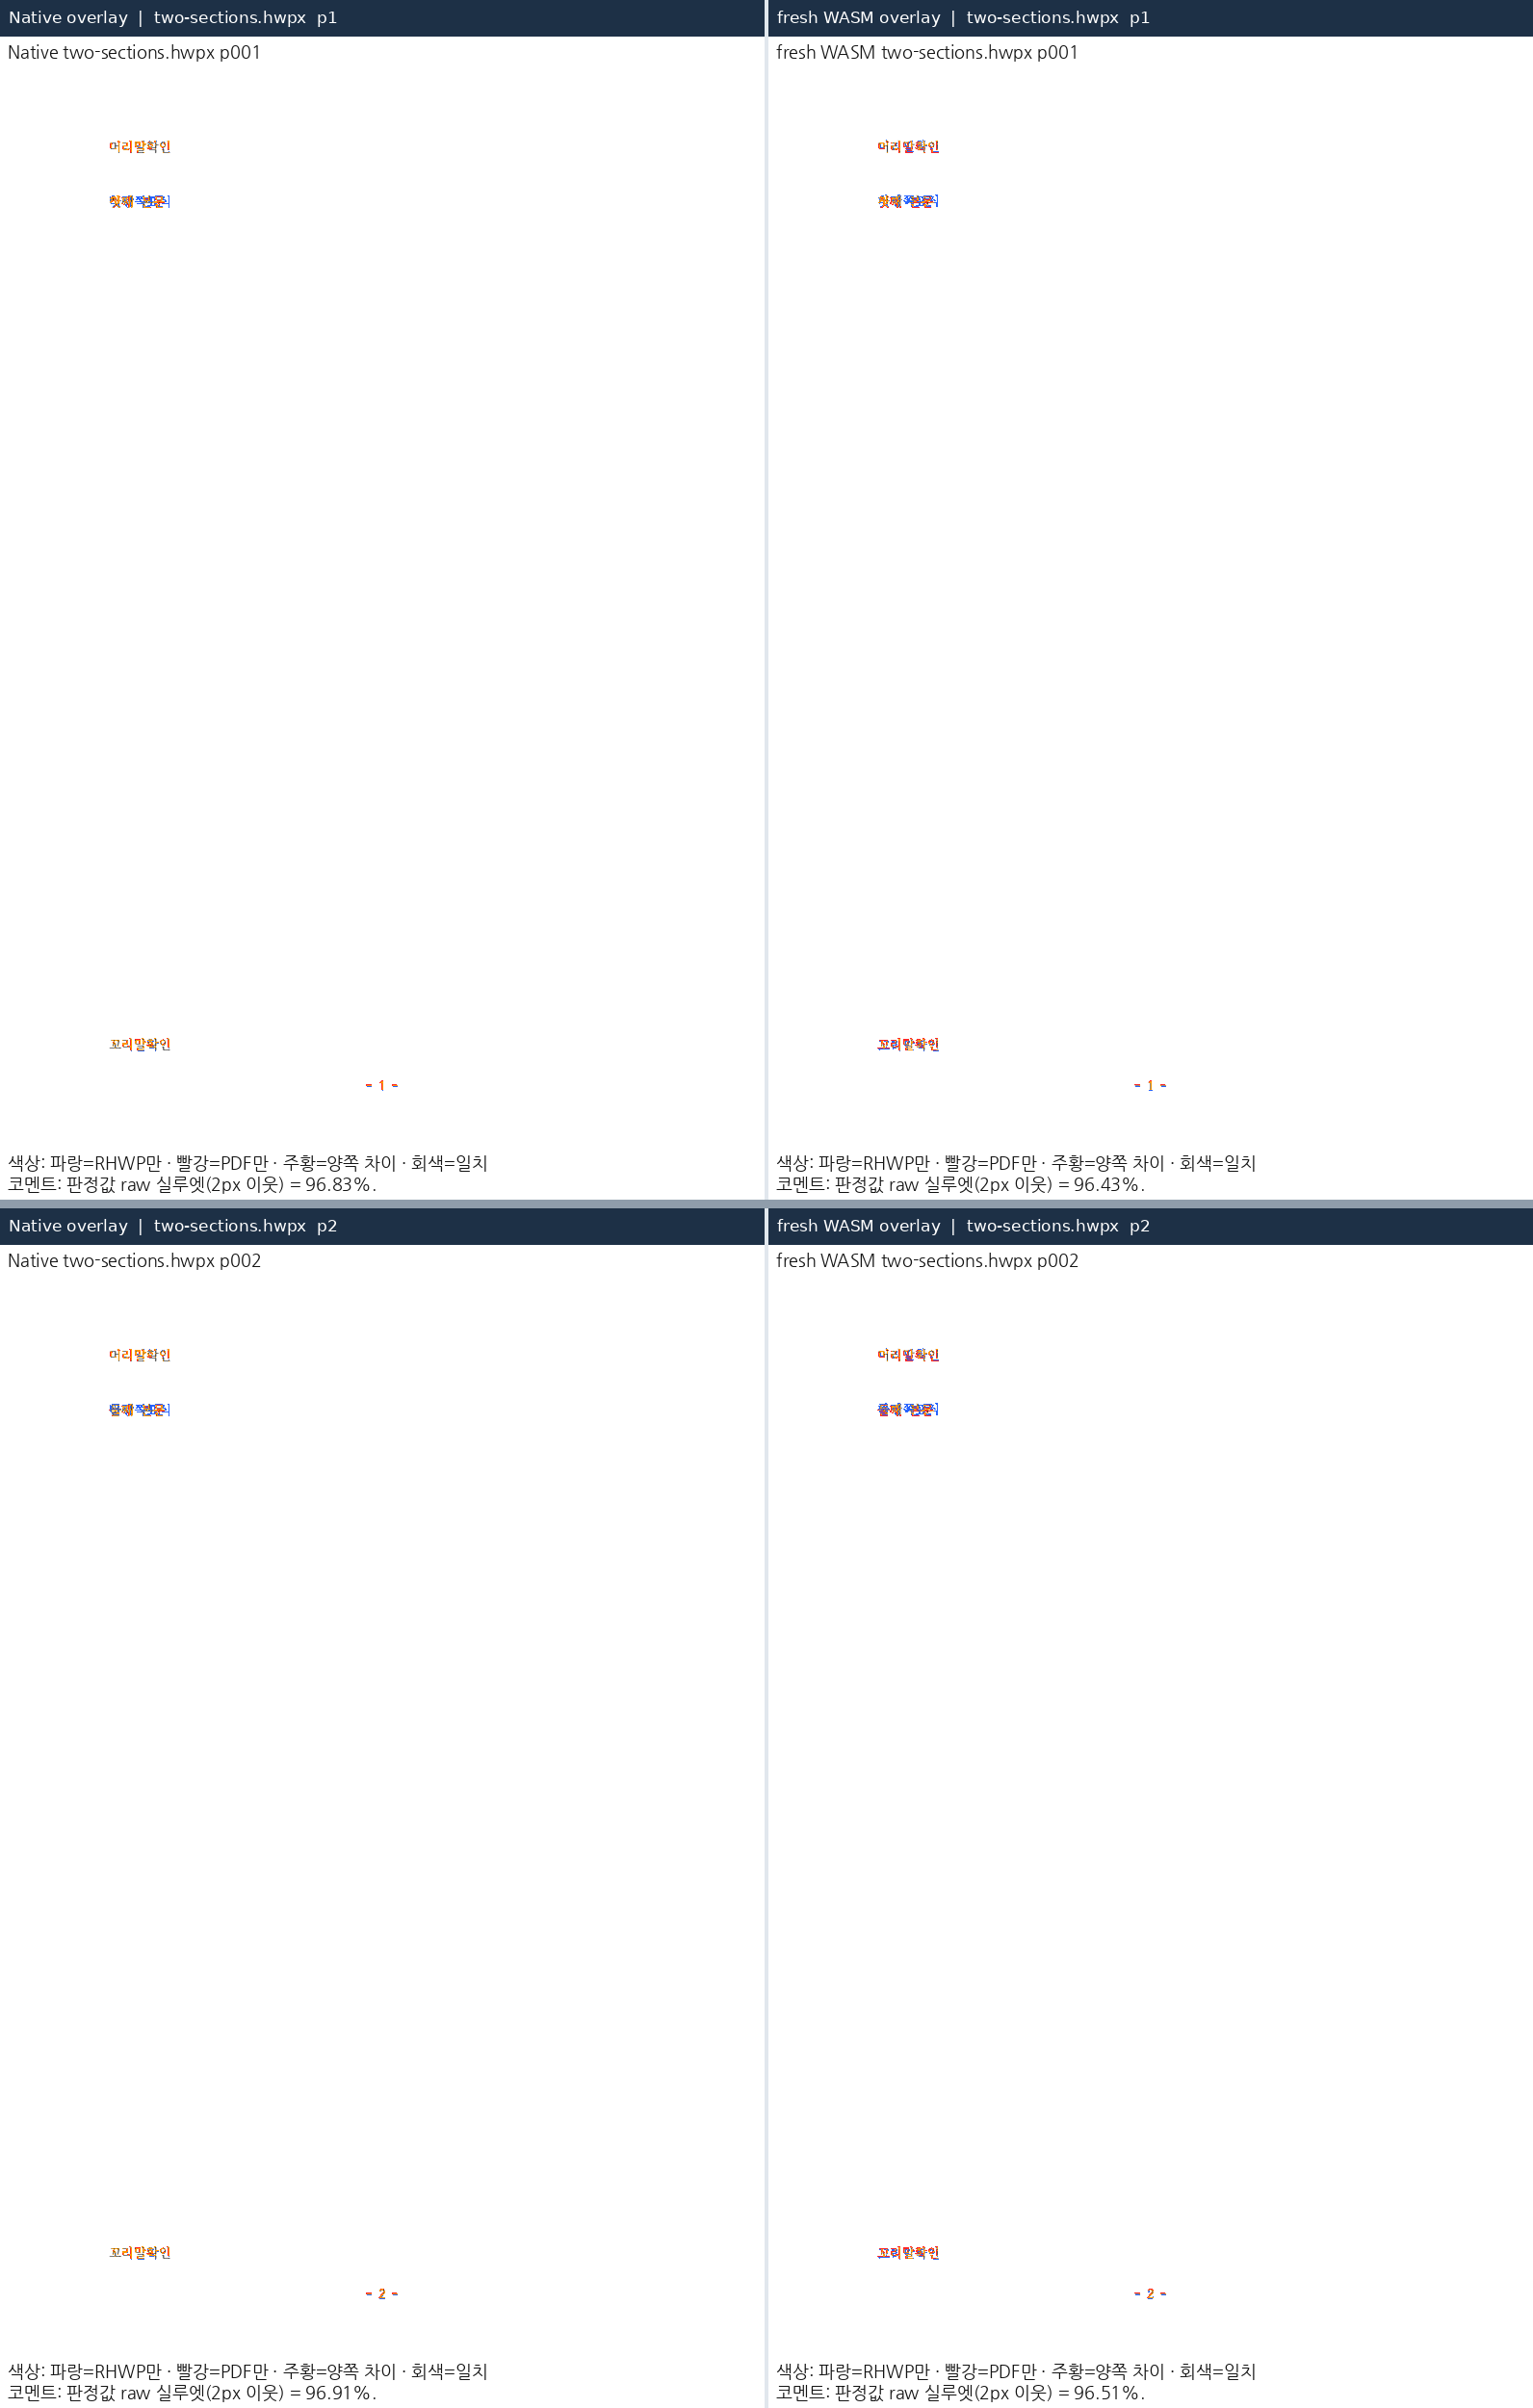 Native overlay | two-sections.hwpx p1
Native two-sections.hwpx p001
머리말확인
꼬리말확인
- 1 -
색상: 파랑=RHWP만 · 빨강=PDF만 · 주황=양쪽 차이 · 회색=일치
코멘트: 판정값 raw 실루엣(2px 이웃) = 96.83%.
fresh WASM overlay | two-sections.hwpx p1
fresh WASM two-sections.hwpx p001
머리말확인
꼬리말확인
- 1 -
색상: 파랑=RHWP만 · 빨강=PDF만 · 주황=양쪽 차이 · 회색=일치
코멘트: 판정값 raw 실루엣(2px 이웃) = 96.43%.
Native overlay | two-sections.hwpx p2
Native two-sections.hwpx p002
머리말확인
꼬리말확인
- 2 -
색상: 파랑=RHWP만 · 빨강=PDF만 · 주황=양쪽 차이 · 회색=일치
코멘트: 판정값 raw 실루엣(2px 이웃) = 96.91%.
fresh WASM overlay | two-sections.hwpx p2
fresh WASM two-sections.hwpx p002
머리말확인
꼬리말확인
- 2 -
색상: 파랑=RHWP만 · 빨강=PDF만 · 주황=양쪽 차이 · 회색=일치
코멘트: 판정값 raw 실루엣(2px 이웃) = 96.51%.